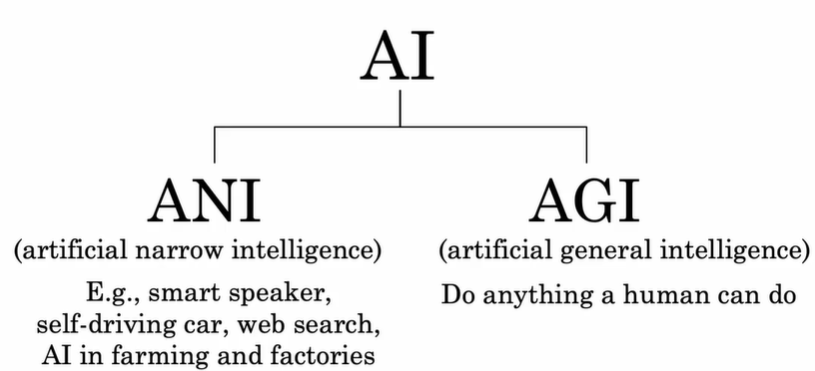 AI
ANI
(artificial narrow intelligence)
E.g., smart speaker,
self-driving car, web search,
AI in farming and factories
AGI
(artificial general intelligence)
Do anything a human can do